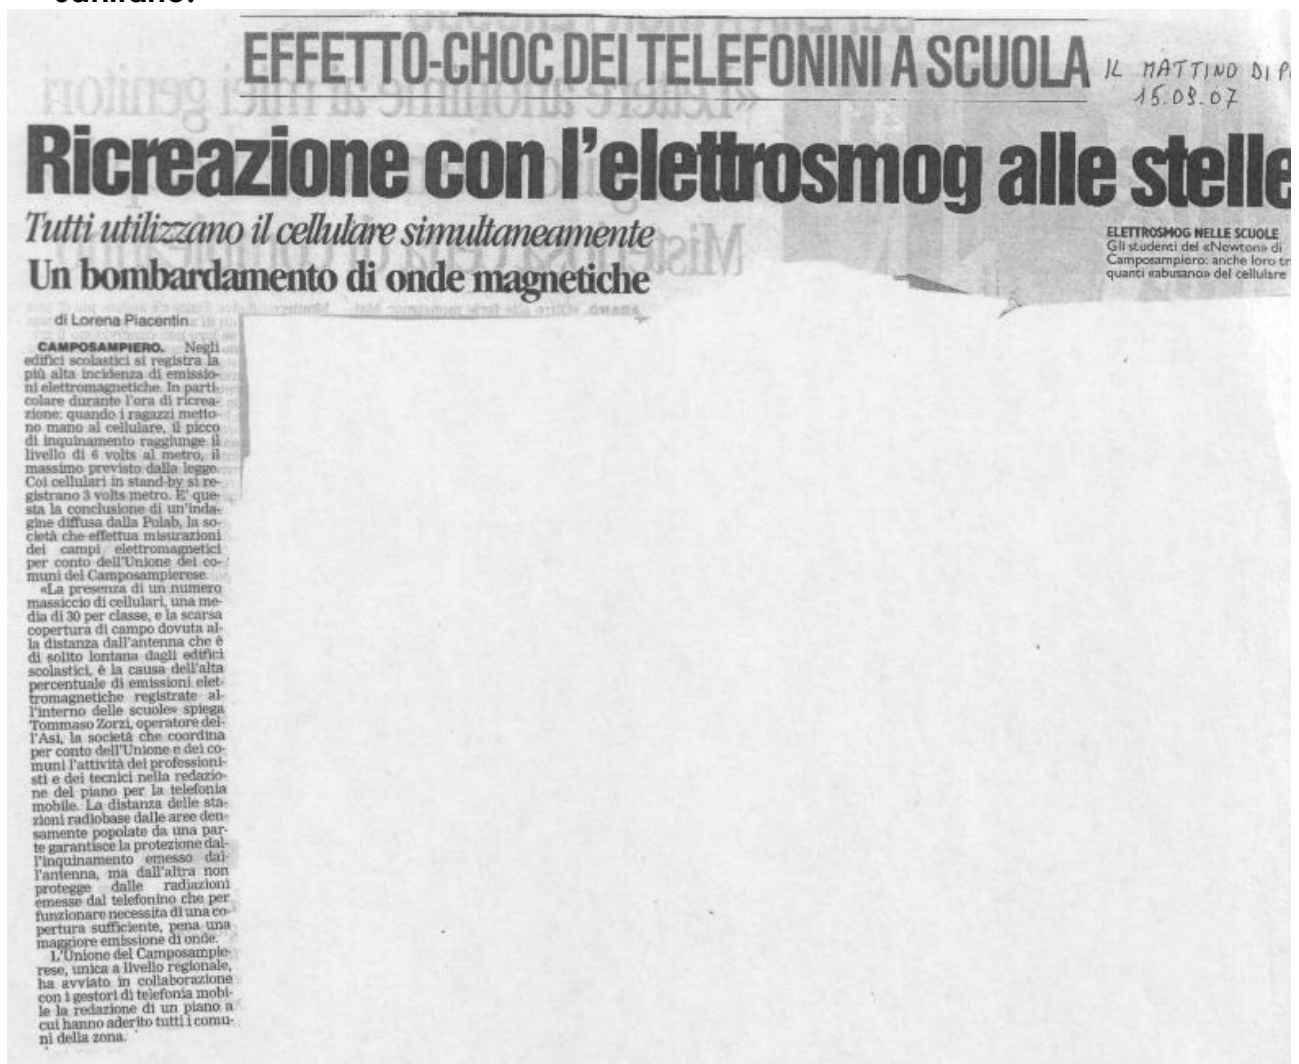 EFFETTO-CHOC DEI TELEFONINI A SCUOLA
IL MATTINO DI
15.09.07
Ricreazione con l'elettrosmog alle stelle
Tutti utilizzano il cellulare simultaneamente
Un bombardamento di onde magnetiche
ELETTROSMOG NELLE SCUOLE
Gli studenti del «Newton» di
Camposampiero: anche loro tr
quanti «abusano» del cellulare
di Lorena Piacentin
CAMPOSAMPIERO. Negli
edifici scolastici si registra la
più alta incidenza di emissio-
ni elettromagnetiche. In parti-
colare durante l'ora di ricrea-
zione: quando i ragazzi metto-
no mano al cellulare, il picco
di inquinamento raggiunge il
livello di 6 volts al metro, il
massimo previsto dalla legge.
Coi cellulari in stand-by si re-
gistrano 3 volts metro. E' que-
sta la conclusione di un'inda-
gine diffusa dalla Polab, la so-
cietà che effettua misurazioni
dei campi elettromagnetici
per conto dell'Unione dei co-
muni del Camposampierese.
«La presenza di un numero
massiccio di cellulari, una me-
dia di 30 per classe, e la scarsa
copertura di campo dovuta al-
la distanza dall'antenna che è
di solito lontana dagli edifici
scolastici, è la causa dell'alta
percentuale di emissioni elet-
tromagnetiche registrate al-
l'interno delle scuole» spiega
Tommaso Zorzi, operatore del-
l'Asi, la società che coordina
per conto dell'Unione e dei co-
muni l'attività dei professioni-
sti e dei tecnici nella redazio-
ne del piano per la telefonia
mobile. La distanza delle sta-
zioni radiobase dalle aree den-
samente popolate da una par-
te garantisce la protezione dal-
l'inquinamento emesso dal-
l'antenna, ma dall'altra non
protegge dalle radiazioni
emesse dal telefonino che per
funzionare necessita di una co-
pertura sufficiente, pena una
maggiore emissione di onde.
L'Unione del Camposampie-
rese, unica a livello regionale,
ha avviato in collaborazione
con i gestori di telefonia mobi-
le la redazione di un piano a
cui hanno aderito tutti i comu-
ni della zona.